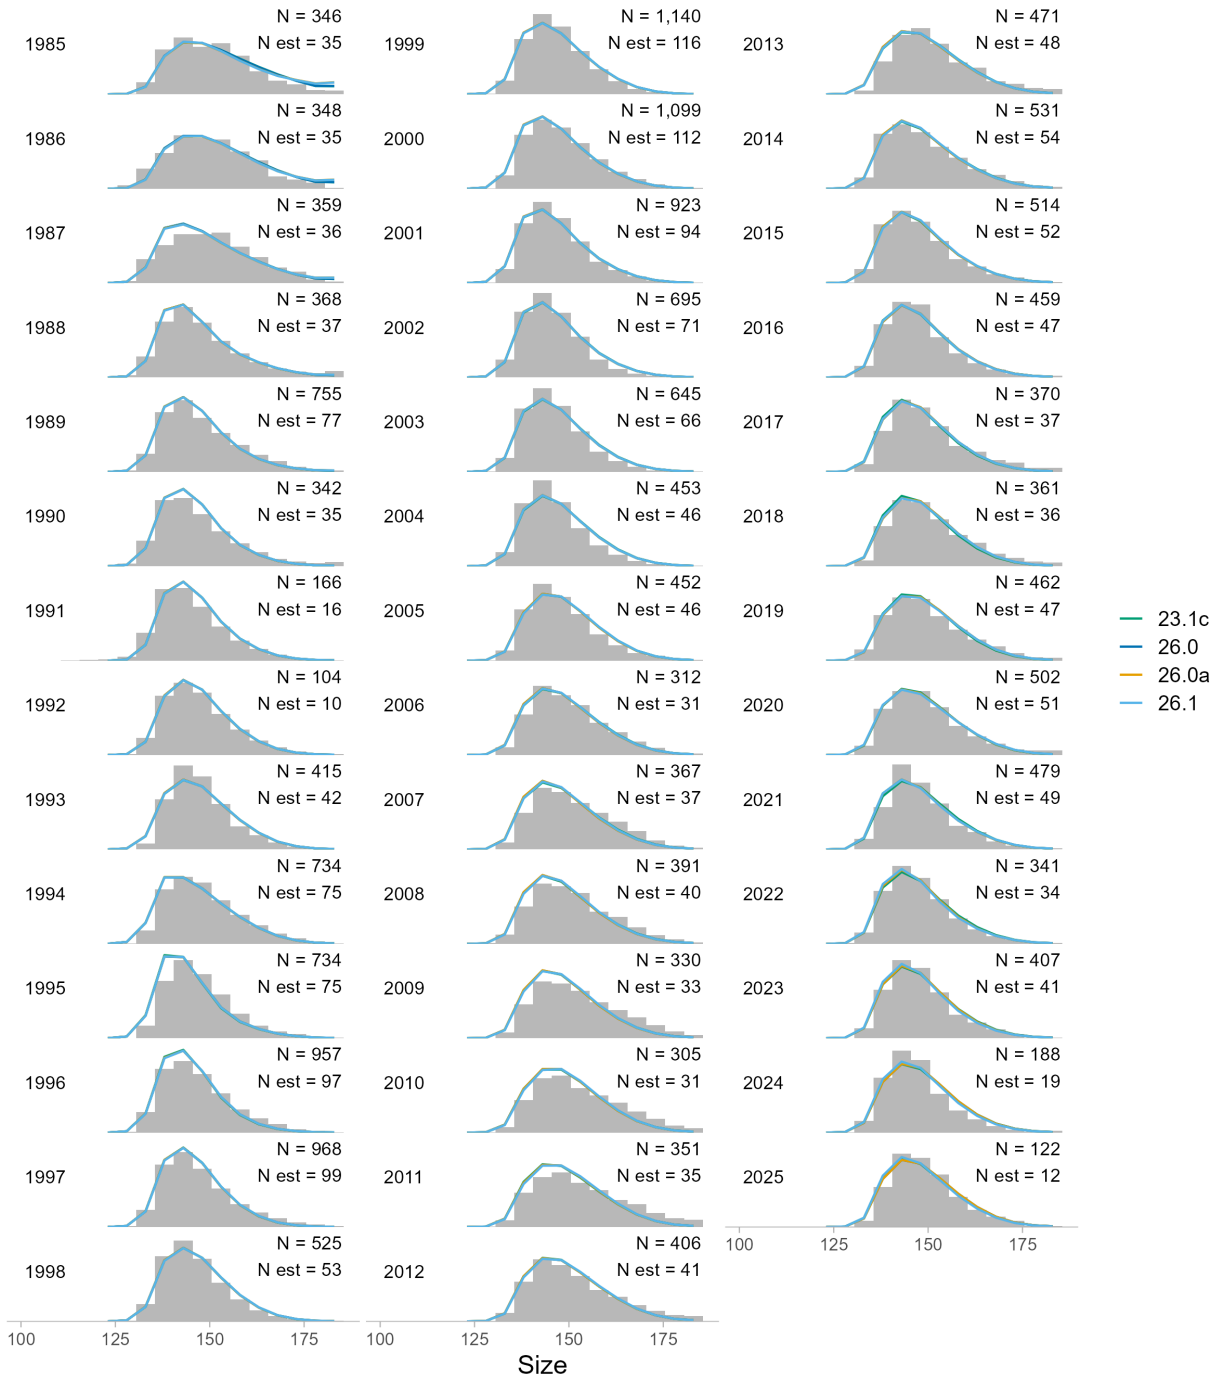 1985
N = 346
N est = 35
1986
N = 348
N est = 35
1987
N = 359
N est = 36
1988
N = 368
N est = 37
1989
N = 755
N est = 77
1990
N = 342
N est = 35
1991
N = 166
N est = 16
1992
N = 104
N est = 10
1993
N = 415
N est = 42
1994
N = 734
N est = 75
1995
N = 734
N est = 75
1996
N = 957
N est = 97
1997
N = 968
N est = 99
1998
N = 525
N est = 53
100 125 150 175
1999
N = 1,140
N est = 116
2000
N = 1,099
N est = 112
2001
N = 923
N est = 94
2002
N = 695
N est = 71
2003
N = 645
N est = 66
2004
N = 453
N est = 46
2005
N = 452
N est = 46
2006
N = 312
N est = 31
2007
N = 367
N est = 37
2008
N = 391
N est = 40
2009
N = 330
N est = 33
2010
N = 305
N est = 31
2011
N = 351
N est = 35
2012
N = 406
N est = 41
100 125 150 175
2013
N = 471
N est = 48
2014
N = 531
N est = 54
2015
N = 514
N est = 52
2016
N = 459
N est = 47
2017
N = 370
N est = 37
2018
N = 361
N est = 36
2019
N = 462
N est = 47
2020
N = 502
N est = 51
2021
N = 479
N est = 49
2022
N = 341
N est = 34
2023
N = 407
N est = 41
2024
N = 188
N est = 19
2025
N = 122
N est = 12
100 125 150 175
Size
23.1c
26.0
26.0a
26.1